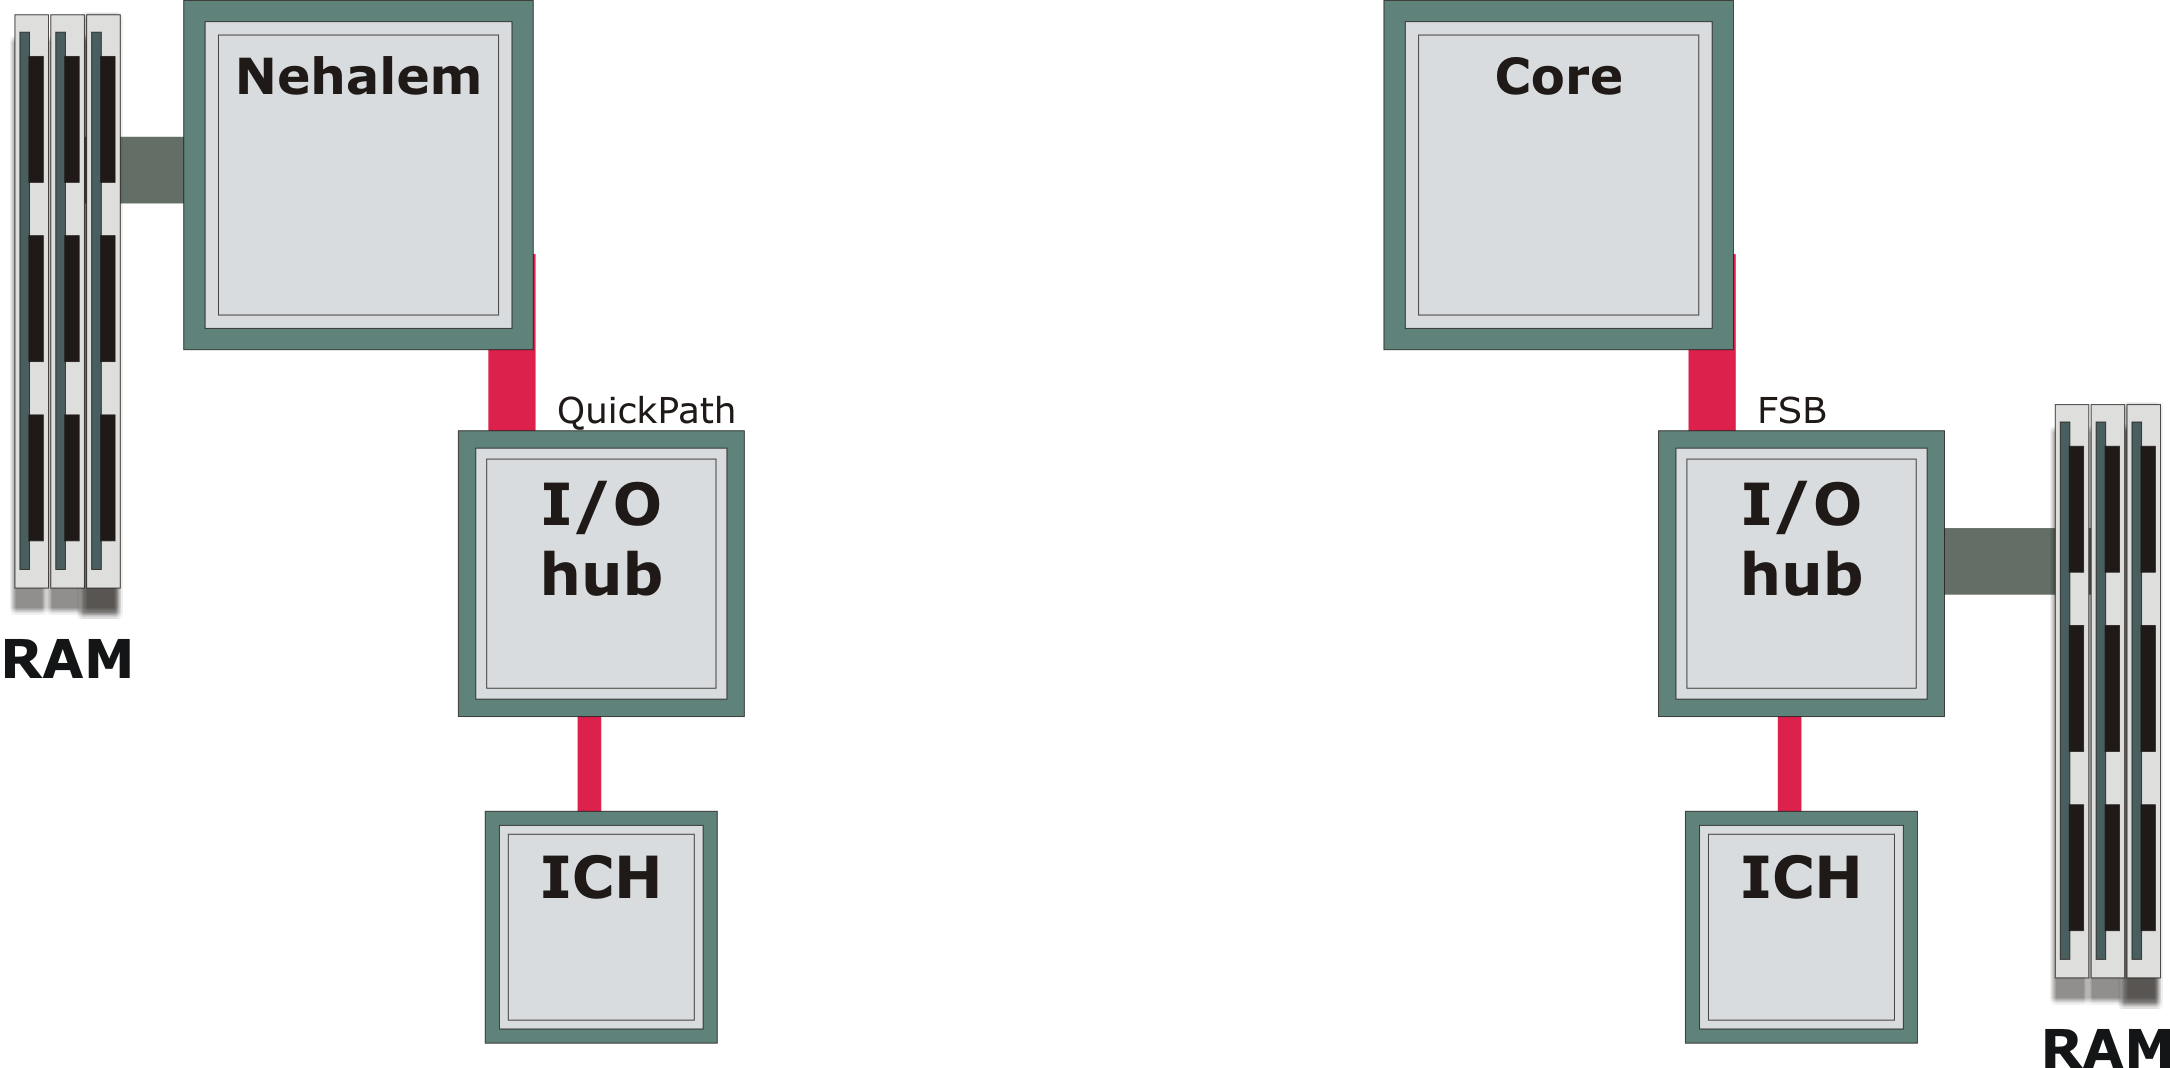 Nehalem
QuickPath
I/O
hub
ICH
RAM
Core
FSB
I/O
hub
ICH
RAM